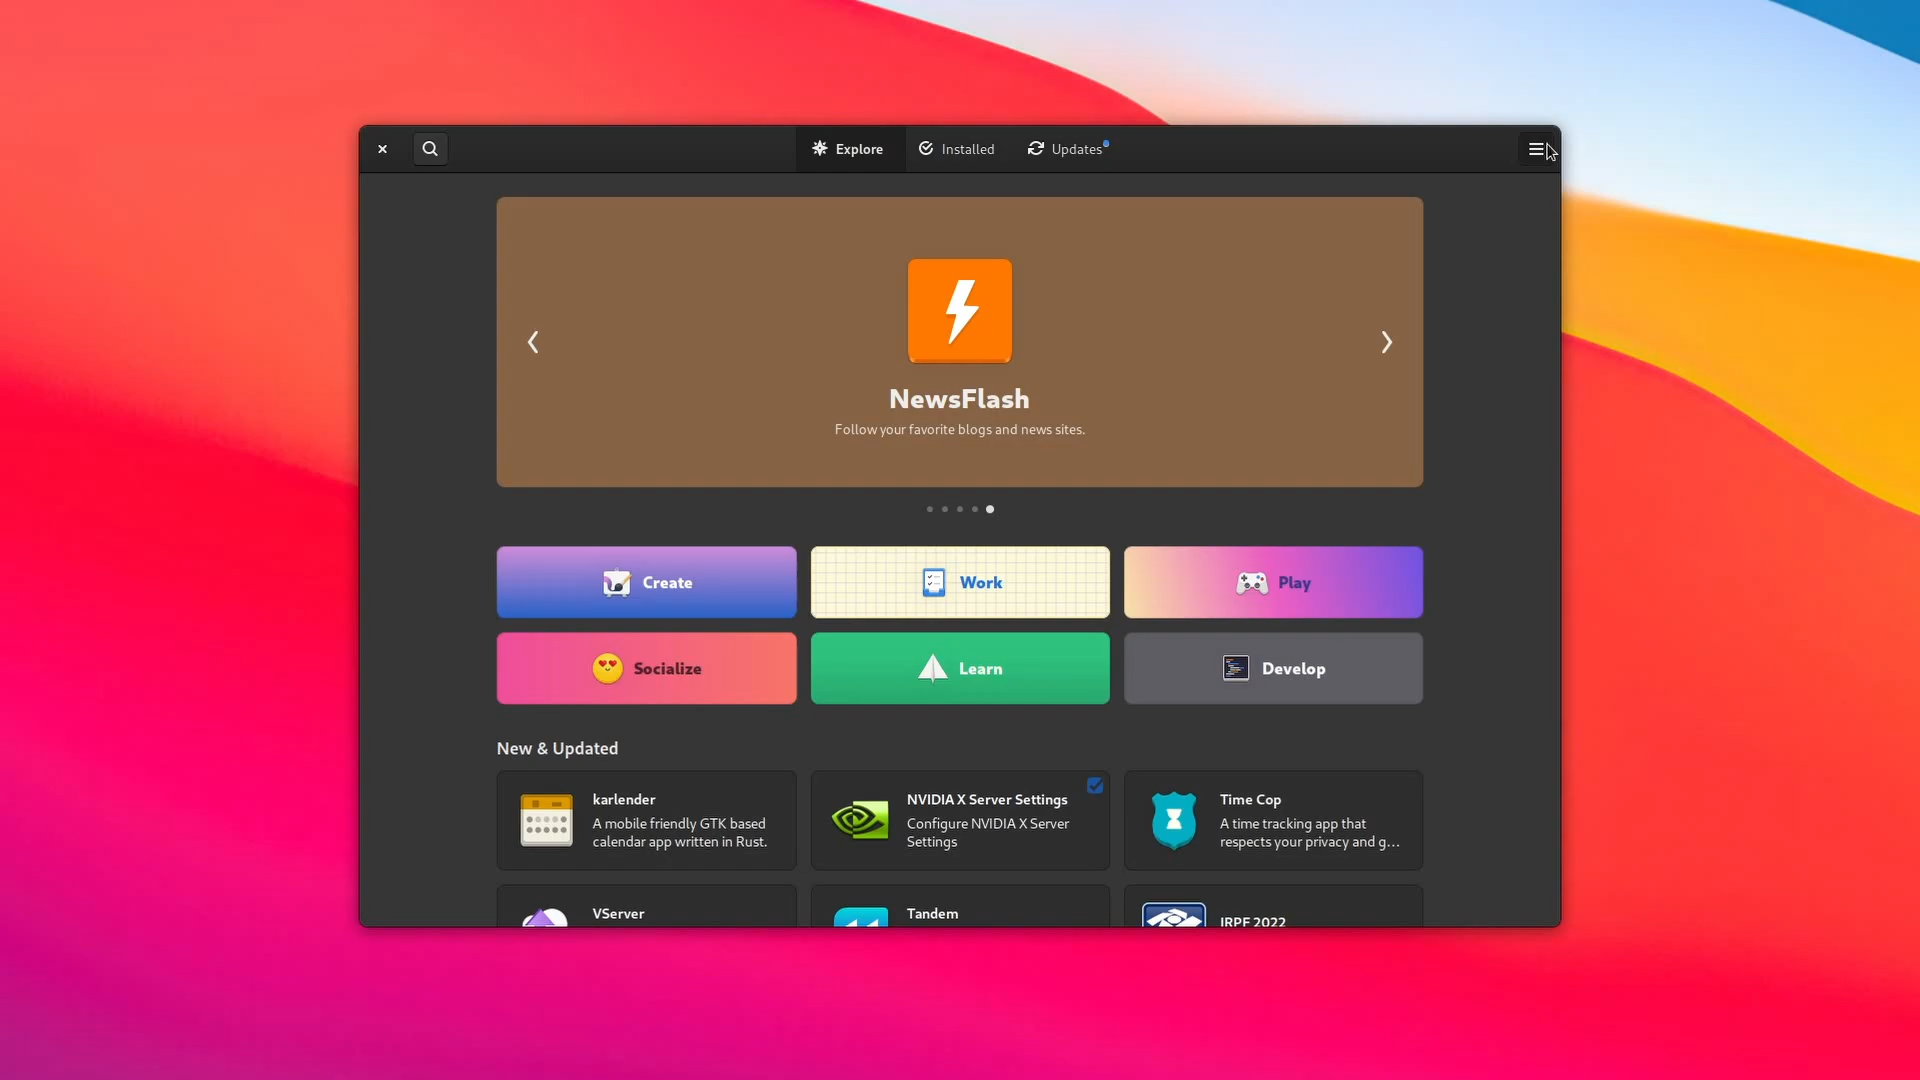 Explore
Installed
Updates
NewsFlash
Follow your favorite blogs and news sites.
Create
Work
Play
Socialize
Learn
Develop
New & Updated
karlender
A mobile friendly GTK based
calendar app written in Rust.
NVIDIA X Server Settings
Configure NVIDIA X Server
Settings
Time Cop
A time tracking app that
respects your privacy and g...
VServer
Tandem
IRPF 2022